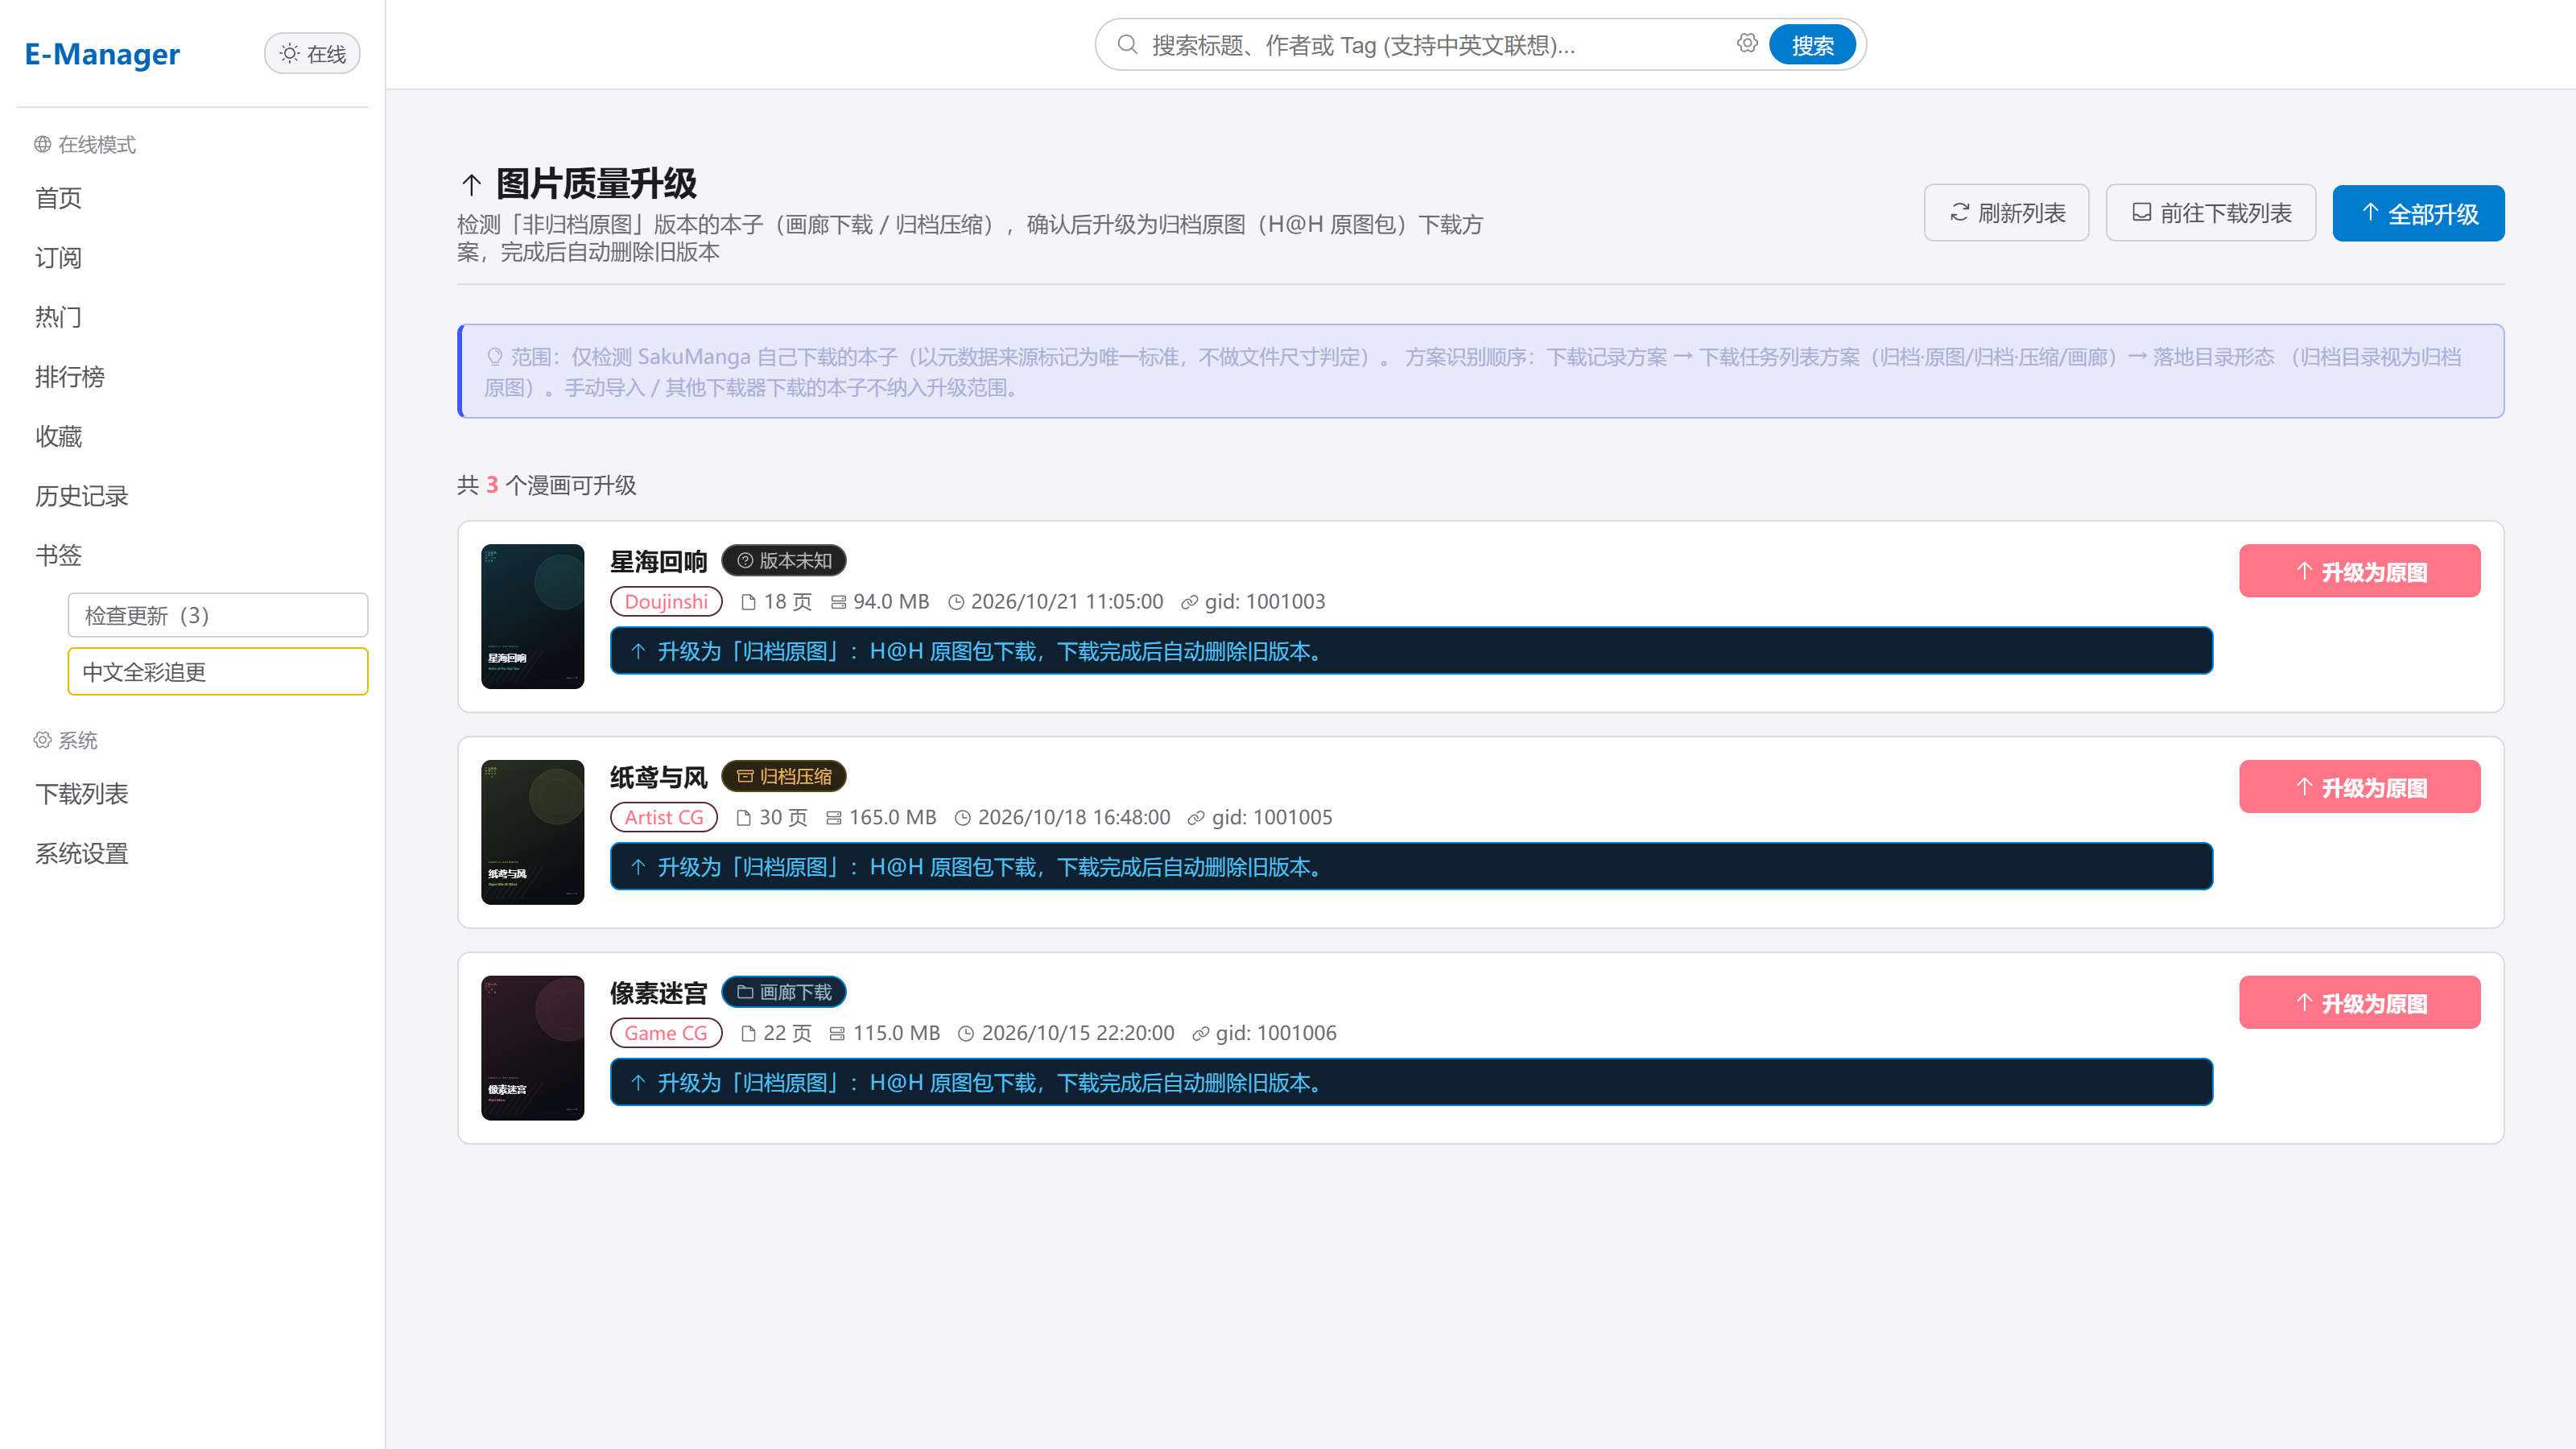 E-Manager
在线
搜索标题、作者或 Tag (支持中英文联想)...
搜索
在线模式
首页
订阅
热门
排行榜
收藏
历史记录
书签
检查更新（3）
中文全彩追更
系统
下载列表
系统设置
图片质量升级
检测「非归档原图」版本的本子（画廊下载 / 归档压缩），确认后升级为归档原图（H@H 原图包）下载方
案，完成后自动删除旧版本
刷新列表
前往下载列表
全部升级
范围：仅检测 SakuManga 自己下载的本子（以元数据来源标记为唯一标准，不做文件尺寸判定）。 方案识别顺序：下载记录方案 → 下载任务列表方案（归档·原图/归档·压缩/画廊）→ 落地目录形态 （归档目录视为归档
原图）。手动导入 / 其他下载器下载的本子不纳入升级范围。
共 3 个漫画可升级
星海回响
星海回响 版本未知
Doujinshi 18 页 94.0 MB 2026/10/21 11:05:00 gid: 1001003
升级为「归档原图」：H@H 原图包下载，下载完成后自动删除旧版本。
升级为原图
纸鸢与风
纸鸢与风 归档压缩
Artist CG 30 页 165.0 MB 2026/10/18 16:48:00 gid: 1001005
升级为「归档原图」：H@H 原图包下载，下载完成后自动删除旧版本。
升级为原图
像素迷宫
像素迷宫 画廊下载
Game CG 22 页 115.0 MB 2026/10/15 22:20:00 gid: 1001006
升级为「归档原图」：H@H 原图包下载，下载完成后自动删除旧版本。
升级为原图